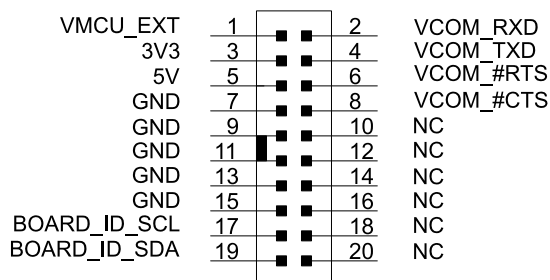 VMCU_EXT 1 2 VCOM_RXD
3V3 3 4 VCOM_TXD
5V 5 6 VCOM_#RTS
GND 7 8 VCOM_#CTS
GND 9 10 NC
GND 11 12 NC
GND 13 14 NC
GND 15 16 NC
BOARD_ID_SCL 17 18 NC
BOARD_ID_SDA 19 20 NC